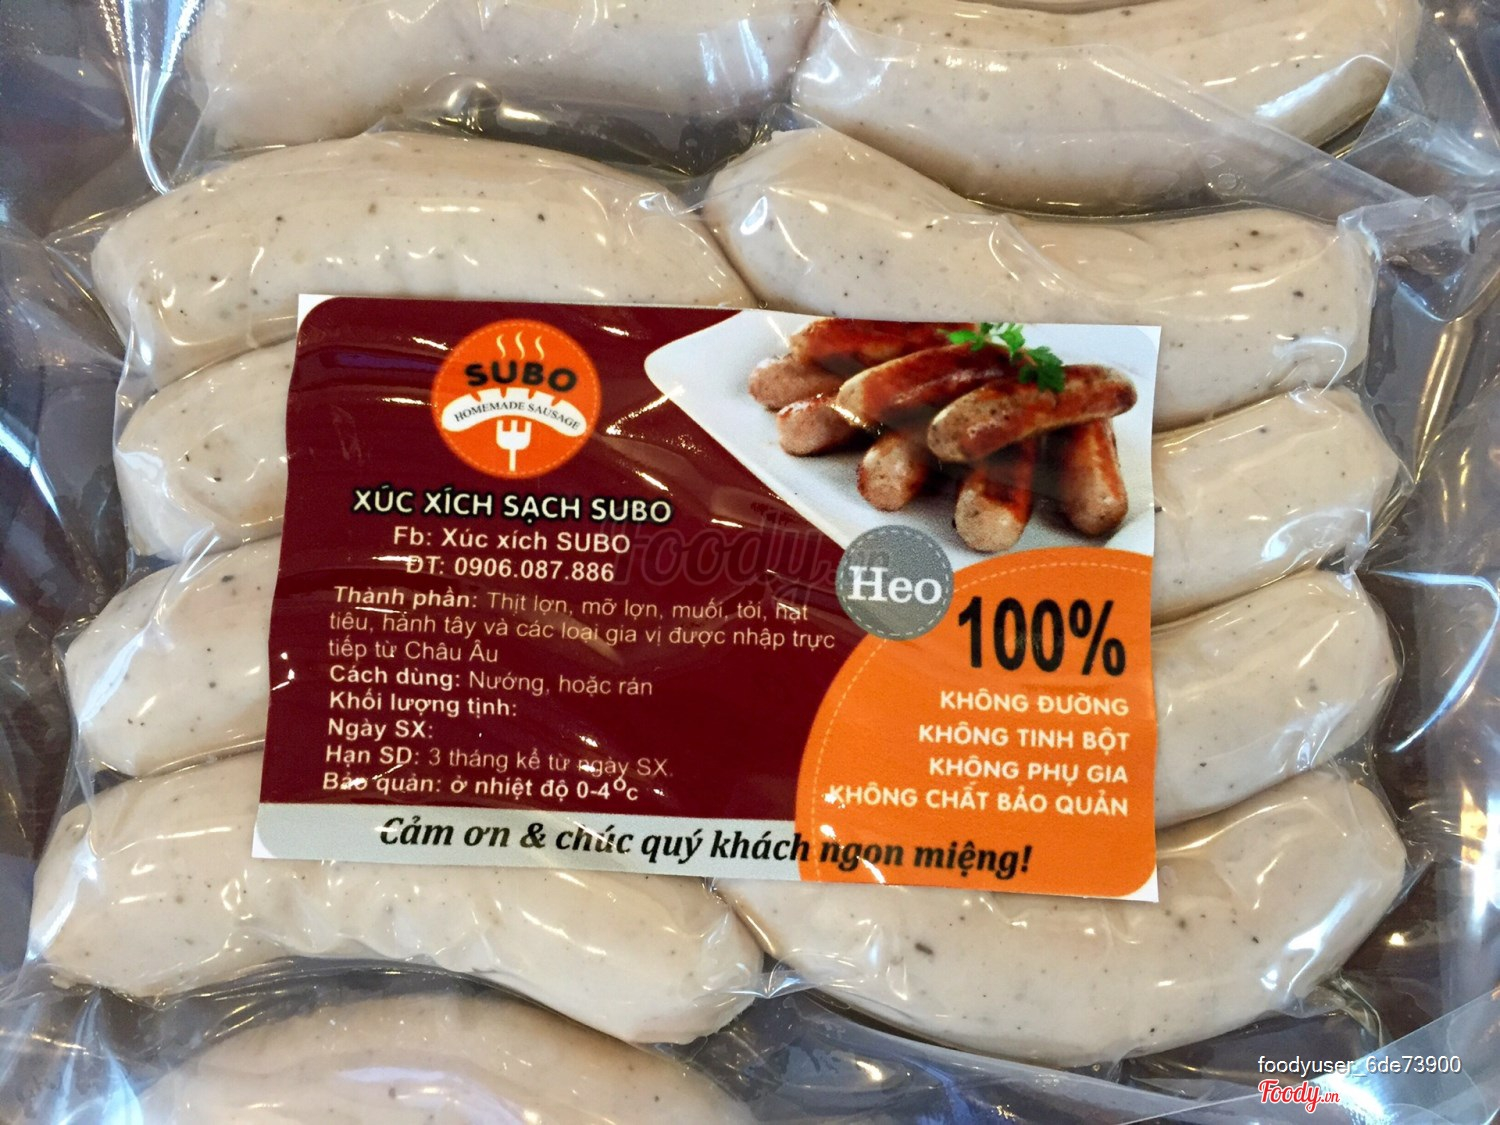 SUBO
HOMEMADE SAUSAGE
XÚC XÍCH SẠCH SUBO
Fb: Xúc xích SUBO
ĐT: 0906.087.886
Thành phần: Thịt lợn, mỡ lợn, muối, tỏi, hạt
tiêu, hành tây và các loại gia vị được nhập trực
tiếp từ Châu Âu
Cách dùng: Nướng, hoặc rán
Khối lượng tịnh:
Ngày SX:
Hạn SD: 3 tháng kể từ ngày SX.
Bảo quản: ở nhiệt độ 0-4⁰c
Heo
100%
KHÔNG ĐƯỜNG
KHÔNG TINH BỘT
KHÔNG PHỤ GIA
KHÔNG CHẤT BẢO QUẢN
Cảm ơn & chúc quý khách ngon miệng!
Foody.vn
foodyuser_6de73900
Foody.vn